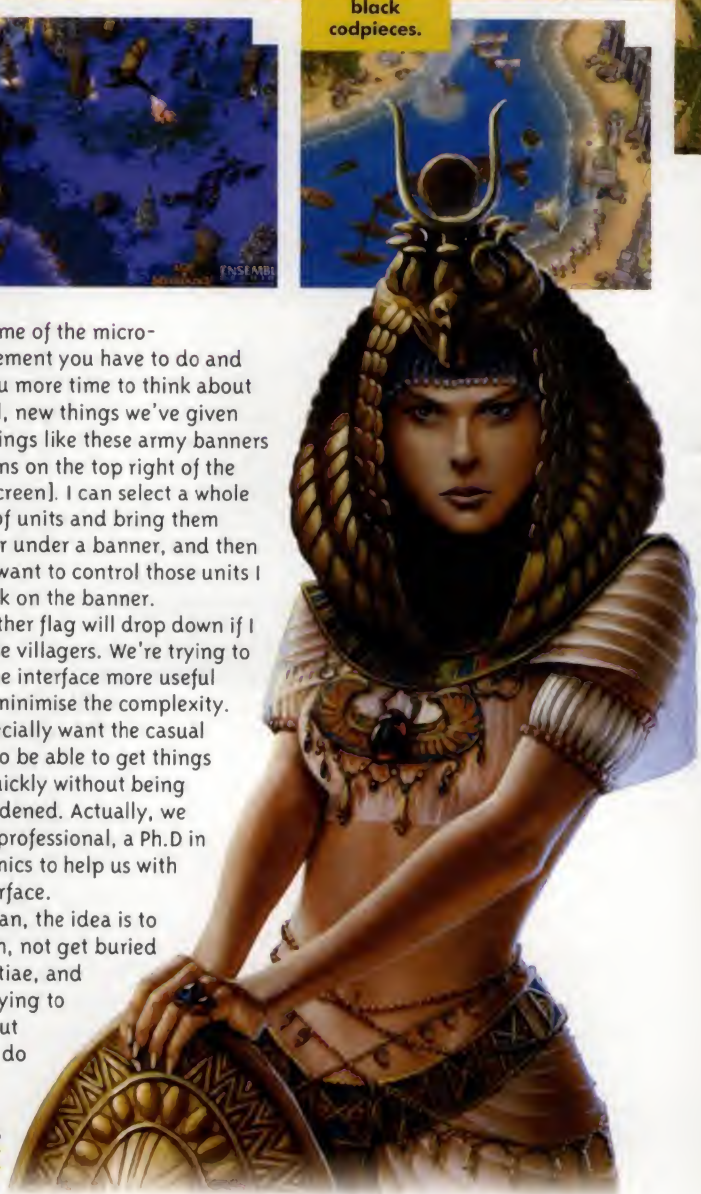 black
codpieces.
ENSEMBL
me of the micro-
ement you have to do and
u more time to think about
, new things we've given
ings like these army banners
ns on the top right of the
creen]. I can select a whole
of units and bring them
r under a banner, and then
want to control those units I
k on the banner.
ther flag will drop down if I
e villagers. We're trying to
e interface more useful
ninimise the complexity.
cially want the casual
o be able to get things
uickly without being
dened. Actually, we
professional, a Ph.D in
nics to help us with
rface.
an, the idea is to
n, not get buried
tiae, and
ying to
ut
do